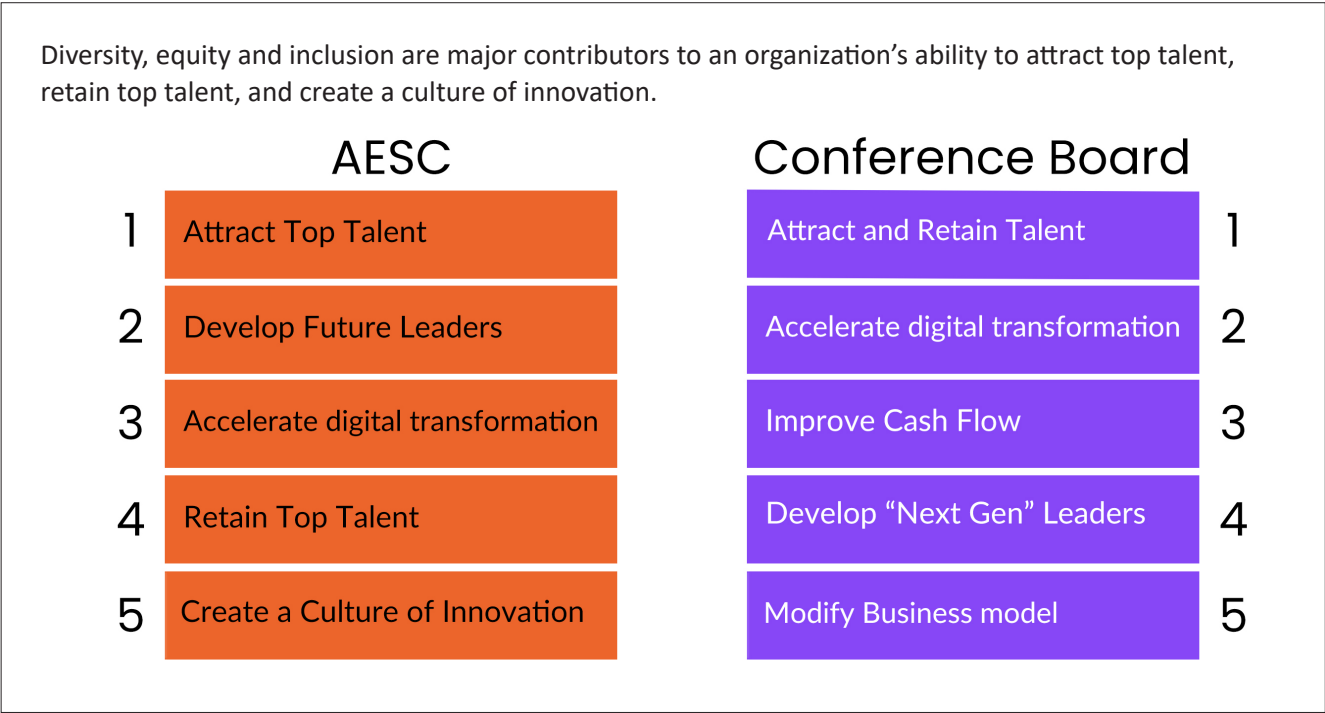 Diversity, equity and inclusion are major contributors to an organization’s ability to attract top talent,
retain top talent, and create a culture of innovation.
AESC
1 Attract Top Talent
2 Develop Future Leaders
3 Accelerate digital transformation
4 Retain Top Talent
5 Create a Culture of Innovation
Conference Board
Attract and Retain Talent 1
Accelerate digital transformation 2
Improve Cash Flow 3
Develop “Next Gen” Leaders 4
Modify Business model 5